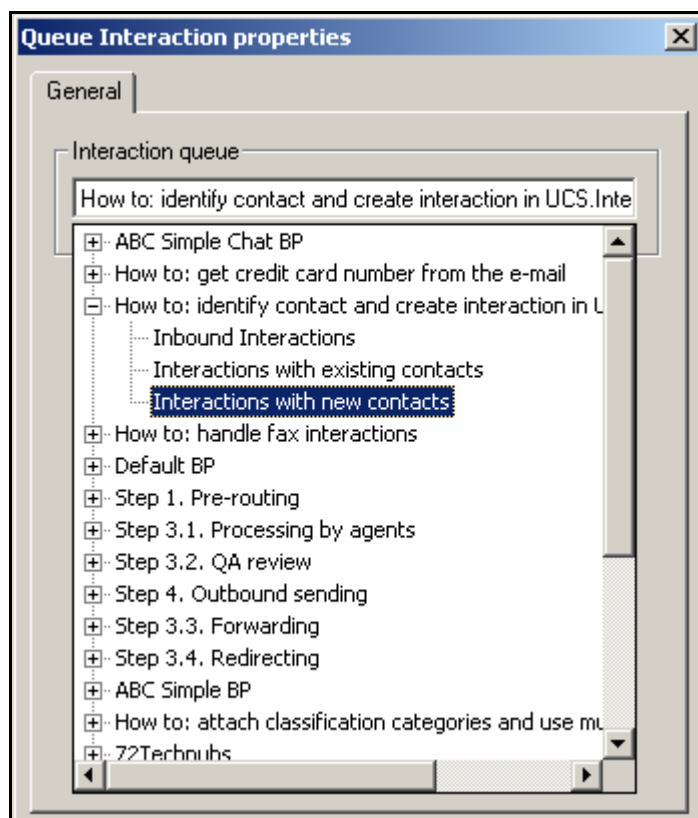 Queue Interaction properties
General
Interaction queue
How to: identify contact and create interaction in UCS.Inte
ABC Simple Chat BP
How to: get credit card number from the e-mail
How to: identify contact and create interaction in U
Inbound Interactions
Interactions with existing contacts
Interactions with new contacts
How to: handle fax interactions
Default BP
Step 1. Pre-routing
Step 3.1. Processing by agents
Step 3.2. QA review
Step 4. Outbound sending
Step 3.3. Forwarding
Step 3.4. Redirecting
ABC Simple BP
How to: attach classification categories and use mu
72Technubs